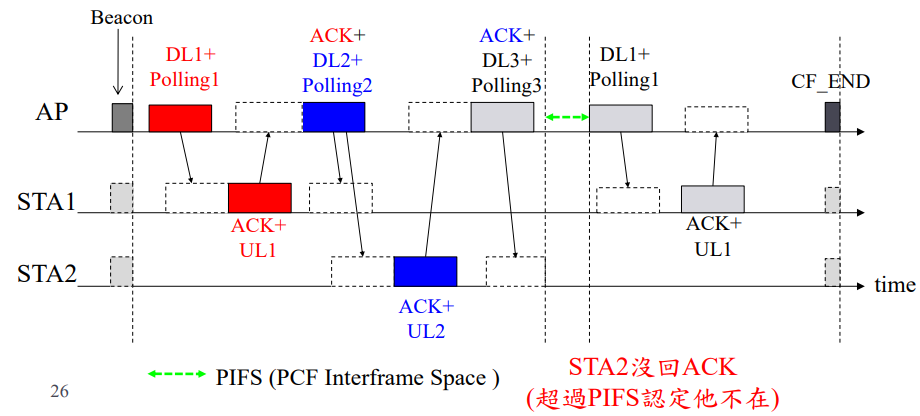 Beacon
DL1+
Polling1
ACK+
DL2+
Polling2
ACK+
DL3+
Polling3
DL1+
Polling1
CF_END
AP
STA1
ACK+
UL1
ACK+
UL1
STA2
time
ACK+
UL2
PIFS (PCF Interframe Space )
STA2沒回ACK
(超過PIFS認定他不在)
26